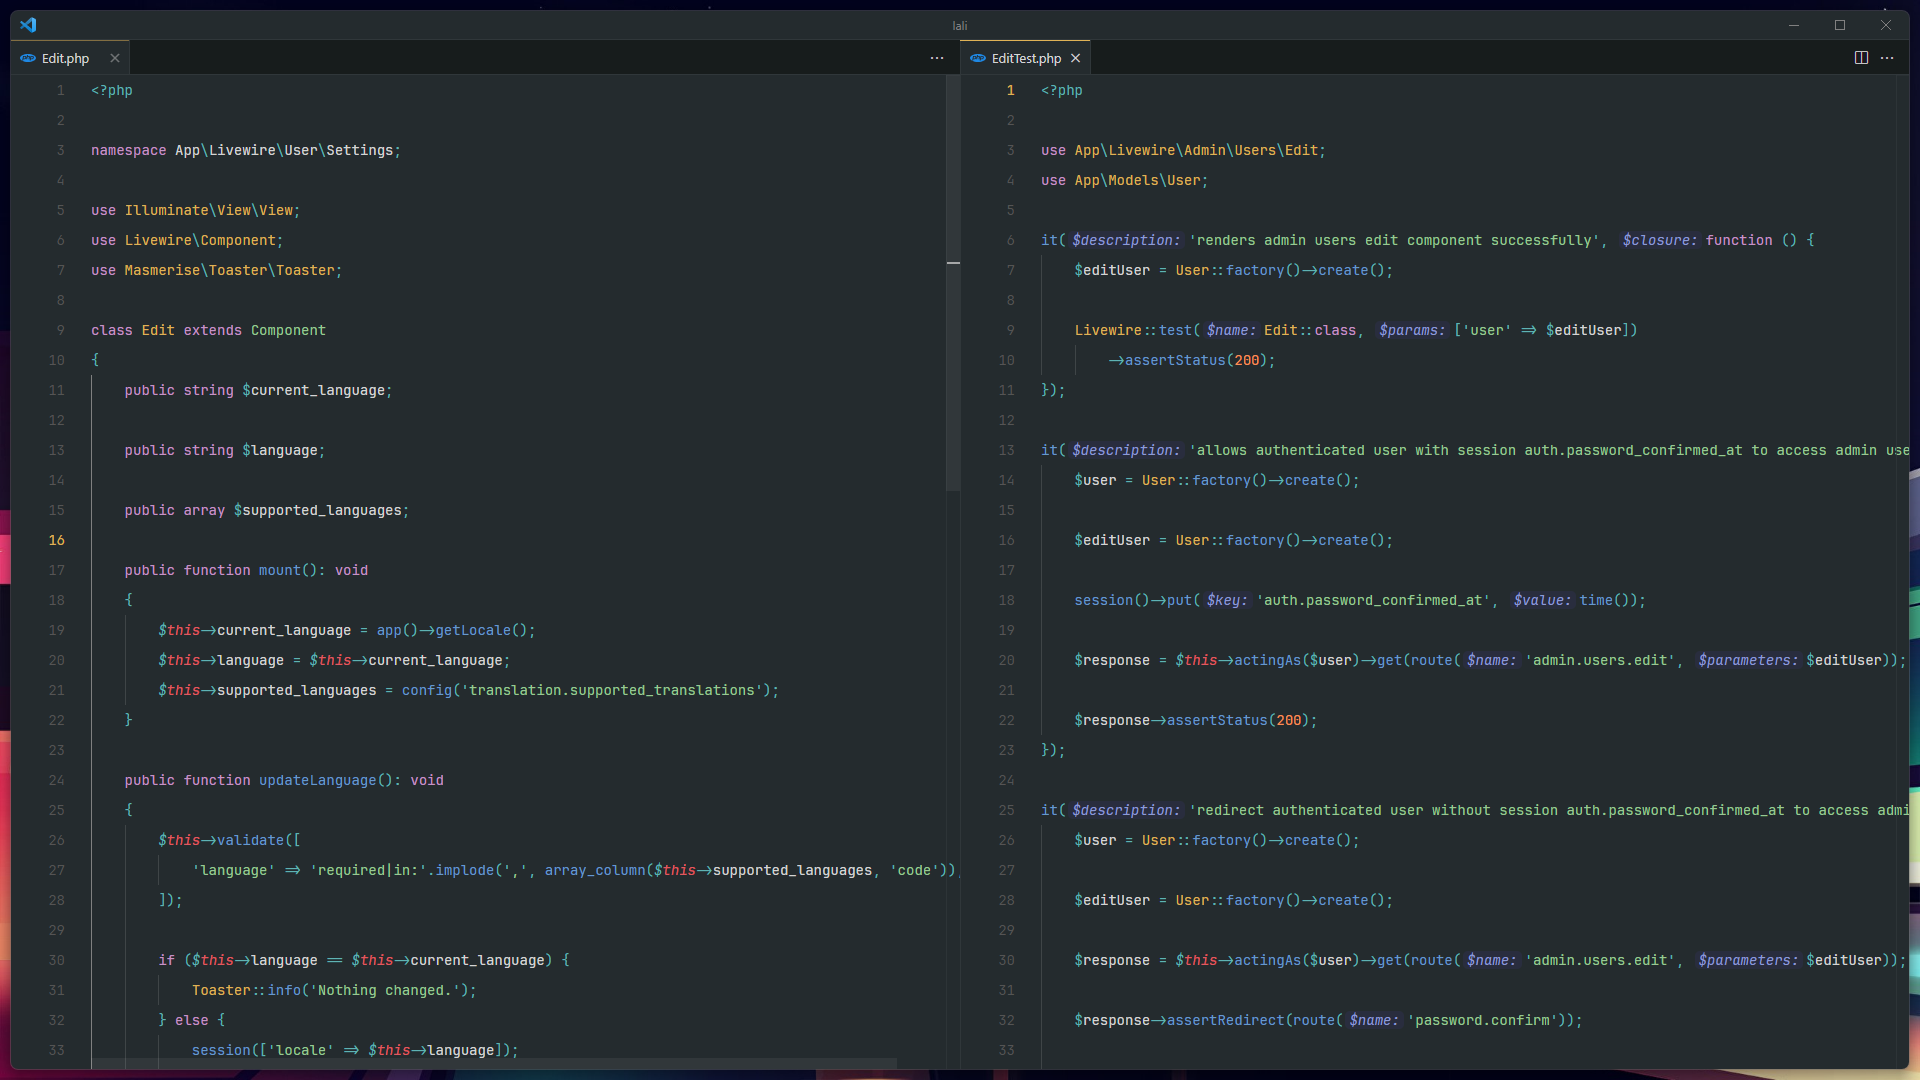 lali
Edit.php
1 <?php
2
3 namespace App\Livewire\User\Settings;
4
5 use Illuminate\View\View;
6 use Livewire\Component;
7 use Masmerise\Toaster\Toaster;
8
9 class Edit extends Component
10 {
11 public string $current_language;
12
13 public string $language;
14
15 public array $supported_languages;
16
17 public function mount(): void
18 {
19 $this->current_language = app()->getLocale();
20 $this->language = $this->current_language;
21 $this->supported_languages = config('translation.supported_translations');
22 }
23
24 public function updateLanguage(): void
25 {
26 $this->validate([
27 'language' => 'required|in:'.implode(',', array_column($this->supported_languages, 'code')),
28 ]);
29
30 if ($this->language == $this->current_language) {
31 Toaster::info('Nothing changed.');
32 } else {
33 session(['locale' => $this->language]);
EditTest.php
1 <?php
2
3 use App\Livewire\Admin\Users\Edit;
4 use App\Models\User;
5
6 it($description: 'renders admin users edit component successfully', $closure: function () {
7 $editUser = User::factory()->create();
8
9 Livewire::test($name: Edit::class, $params: ['user' => $editUser])
10 ->assertStatus(200);
11 });
12
13 it($description: 'allows authenticated user with session auth.password_confirmed_at to access admin use
14 $user = User::factory()->create();
15
16 $editUser = User::factory()->create();
17
18 session()->put($key: 'auth.password_confirmed_at', $value: time());
19
20 $response = $this->actingAs($user)->get(route($name: 'admin.users.edit', $parameters: $editUser));
21
22 $response->assertStatus(200);
23 });
24
25 it($description: 'redirect authenticated user without session auth.password_confirmed_at to access admi
26 $user = User::factory()->create();
27
28 $editUser = User::factory()->create();
29
30 $response = $this->actingAs($user)->get(route($name: 'admin.users.edit', $parameters: $editUser));
31
32 $response->assertRedirect(route($name: 'password.confirm'));
33